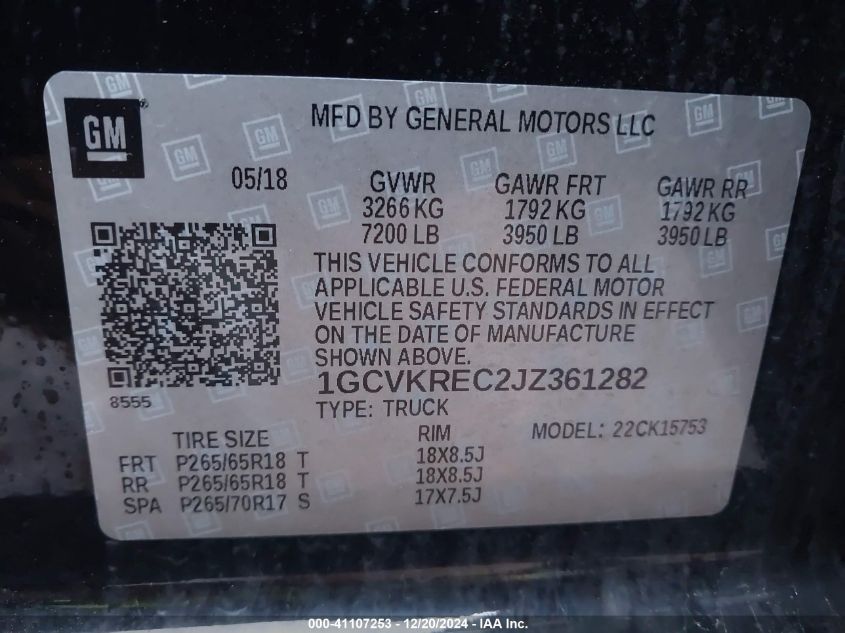 GM
MFD BY GENERAL MOTORS LLC
05/18 GVWR GAWR FRT GAWR RR
3266 KG 1792 KG 1792 KG
7200 LB 3950 LB 3950 LB
THIS VEHICLE CONFORMS TO ALL
APPLICABLE U.S. FEDERAL MOTOR
VEHICLE SAFETY STANDARDS IN EFFECT
ON THE DATE OF MANUFACTURE
SHOWN ABOVE.
1GCVKREC2JZ361282
8555
TYPE: TRUCK
TIRE SIZE RIM MODEL: 22CK15753
FRT P265/65R18 T 18X8.5J
RR P265/65R18 T 18X8.5J
SPA P265/70R17 S 17X7.5J
000-41107253 - 12/20/2024 - IAA Inc.